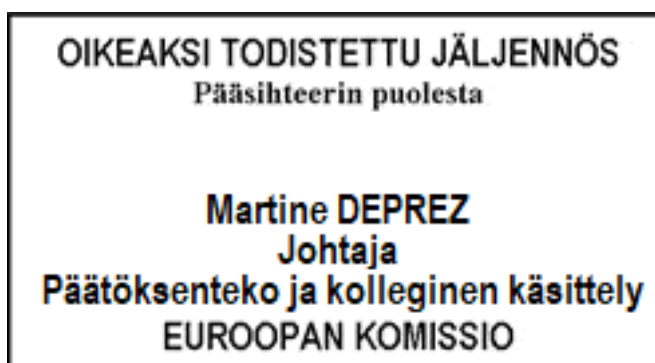 OIKEAKSI TODISTETTU JÄLJENNÖS
Pääsihteerin puolesta
Martine DEPREZ
Johtaja
Päätöksenteko ja kolleginen käsittely
EUROOPAN KOMISSIO